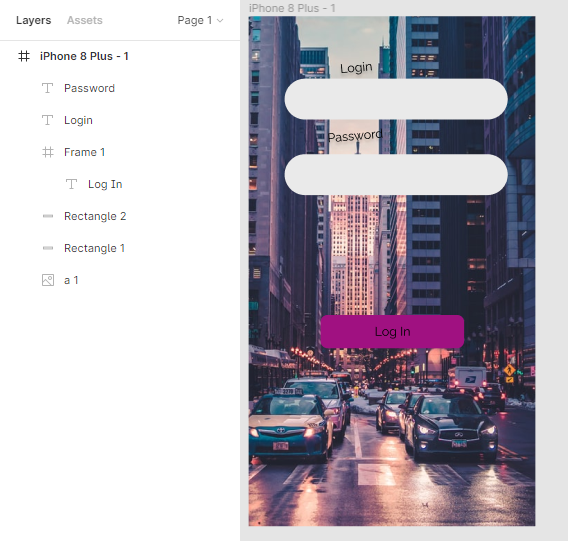 Layers Assets Page 1
iPhone 8 Plus - 1
Password
Login
Frame 1
Log In
Rectangle 2
Rectangle 1
a 1
iPhone 8 Plus - 1
Login
Password
Log In